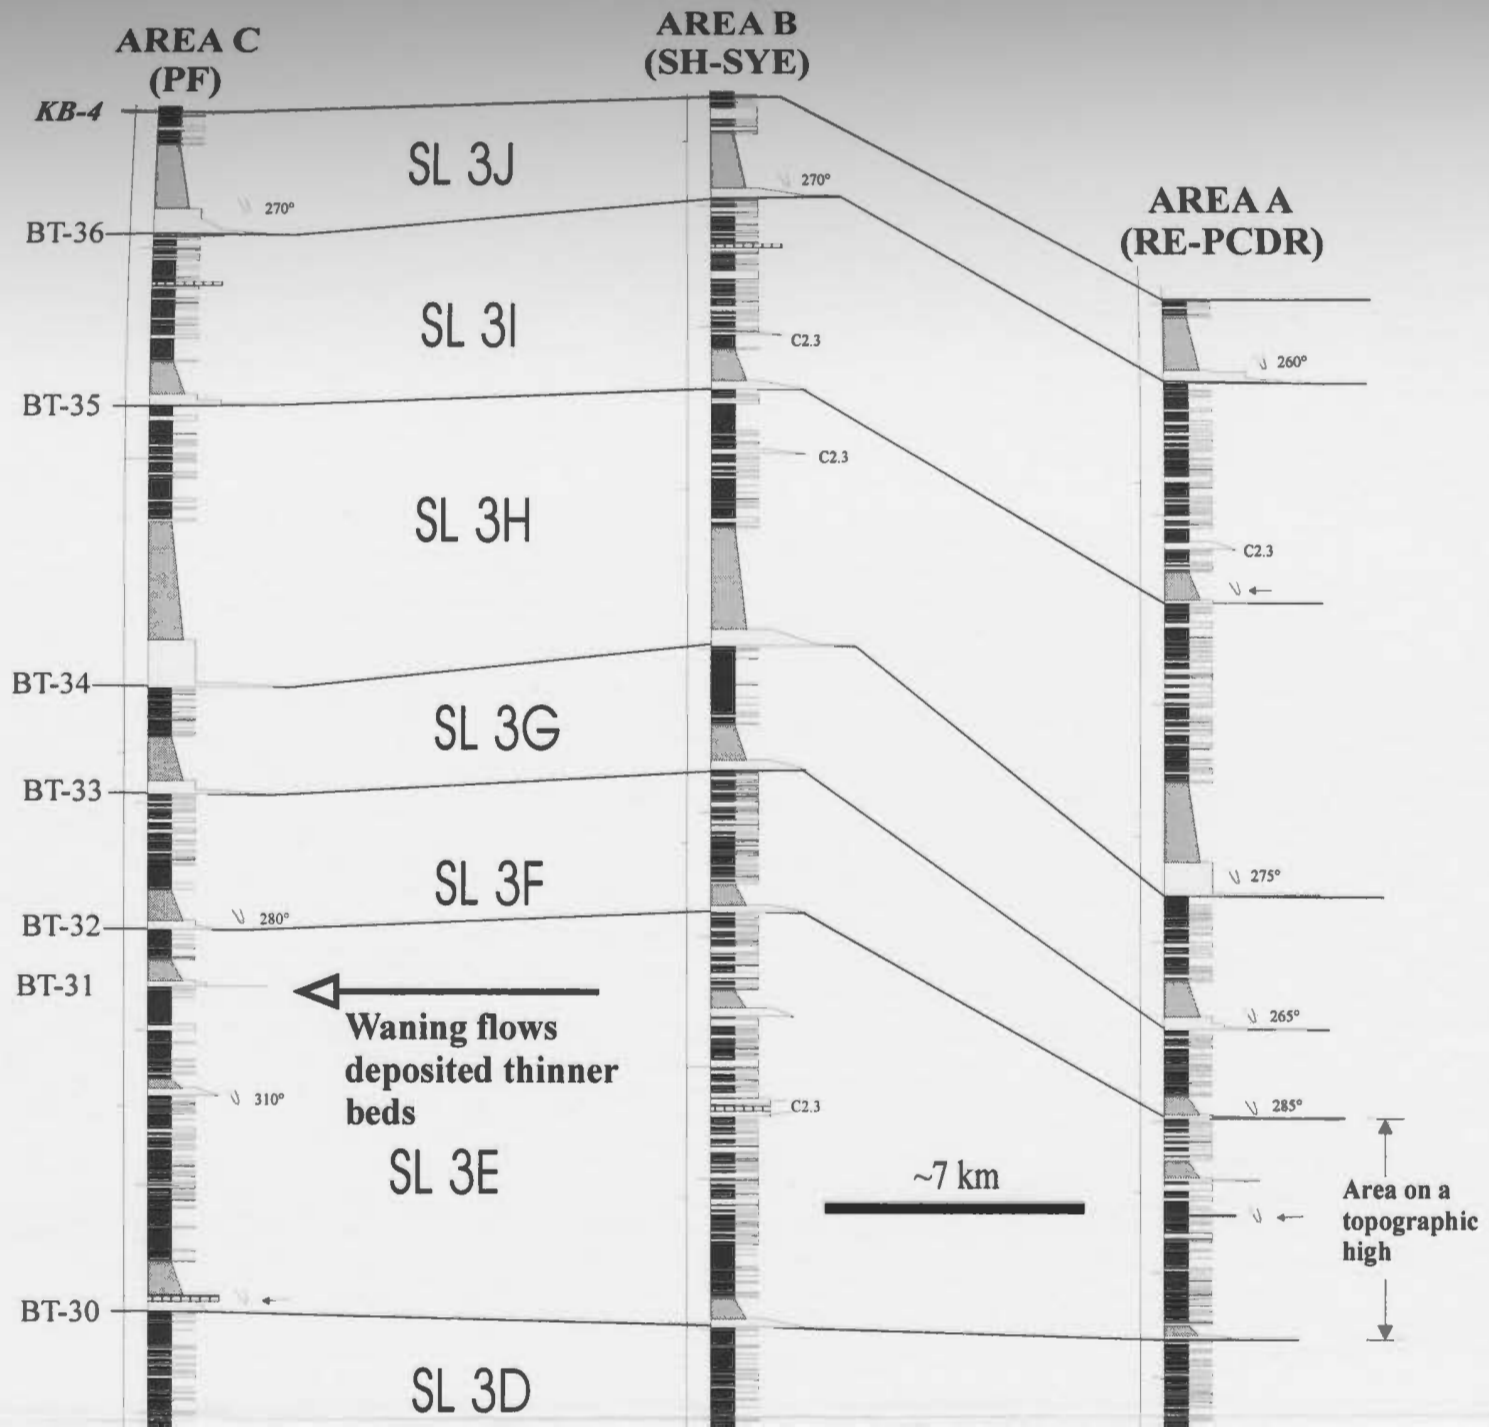 AREA C
(PF)
AREA B
(SH-SYE)
AREA A
(RE-PCDR)
KB-4
SL 3J
270°
270°
BT-36
260°
SL 3I
C2.3
BT-35
C2.3
SL 3H
C2.3
BT-34
SL 3G
275°
BT-33
SL 3F
280°
BT-32
265°
BT-31
Waning flows
deposited thinner
beds
310°
C2.3
285°
SL 3E
~7 km
Area on a
topographic
high
BT-30
SL 3D